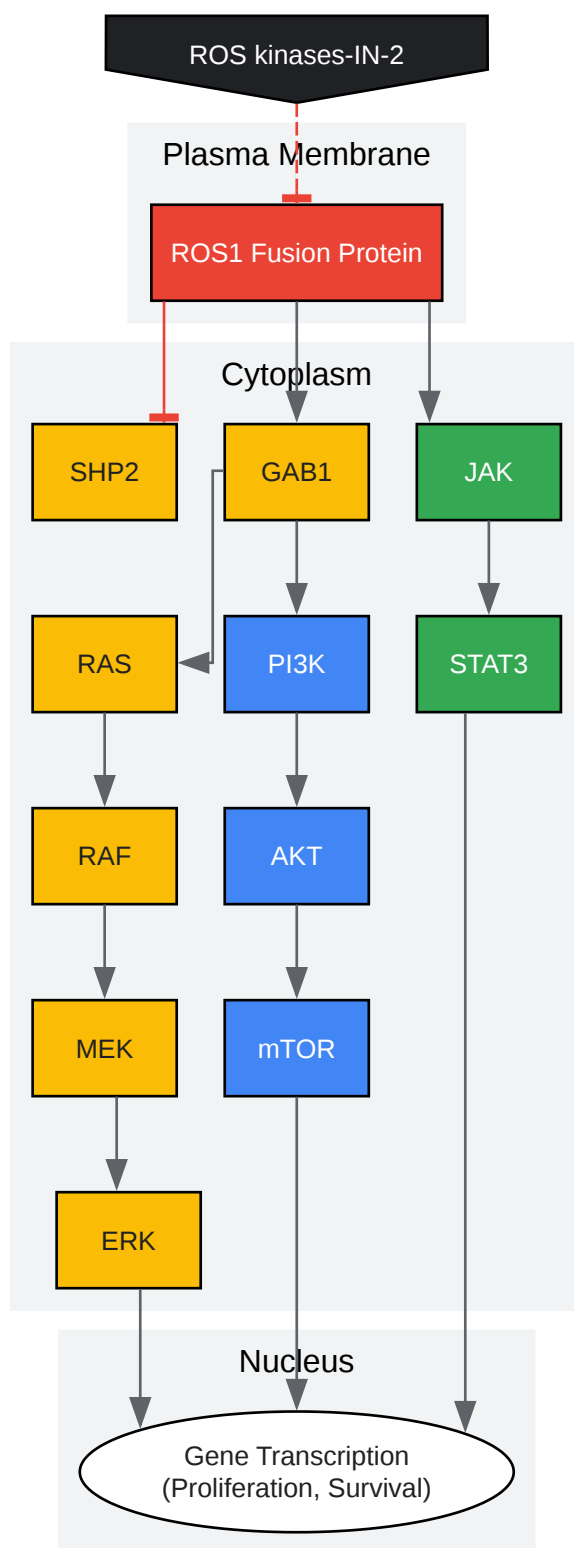 ROS kinases-IN-2
Plasma Membrane
ROS1 Fusion Protein
Cytoplasm
SHP2
GAB1
JAK
RAS
PI3K
STAT3
RAF
AKT
MEK
mTOR
ERK
Nucleus
Gene Transcription
(Proliferation, Survival)